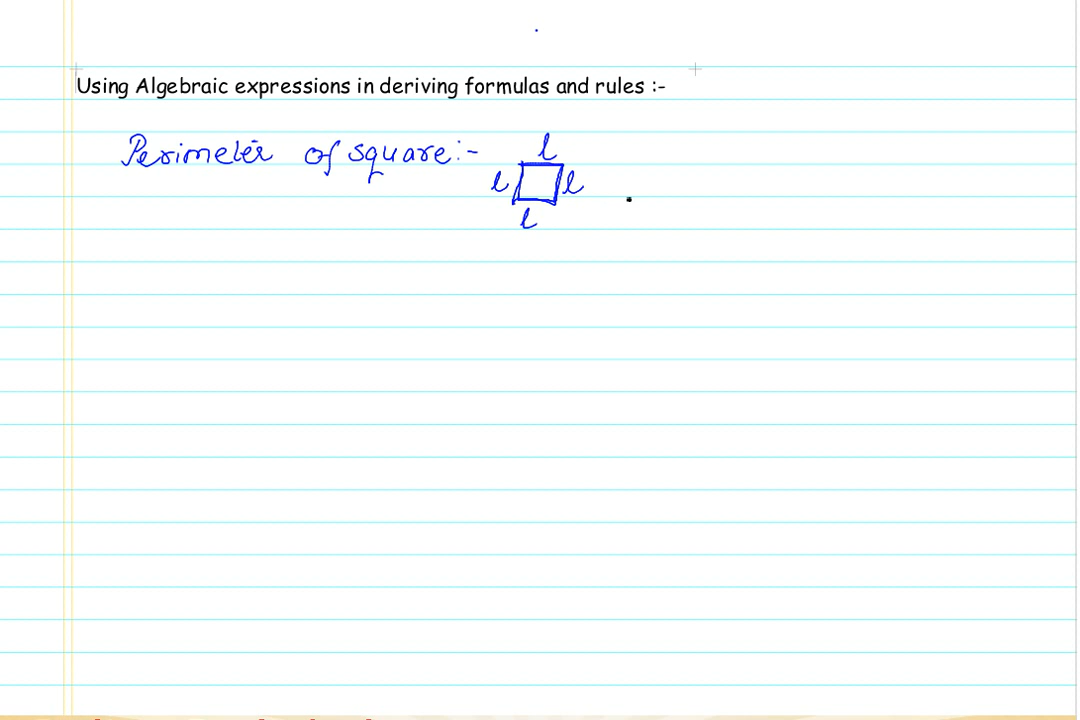 Using Algebraic expressions in deriving formulas and rules :-
Perimeter of square:-
l
l l
l